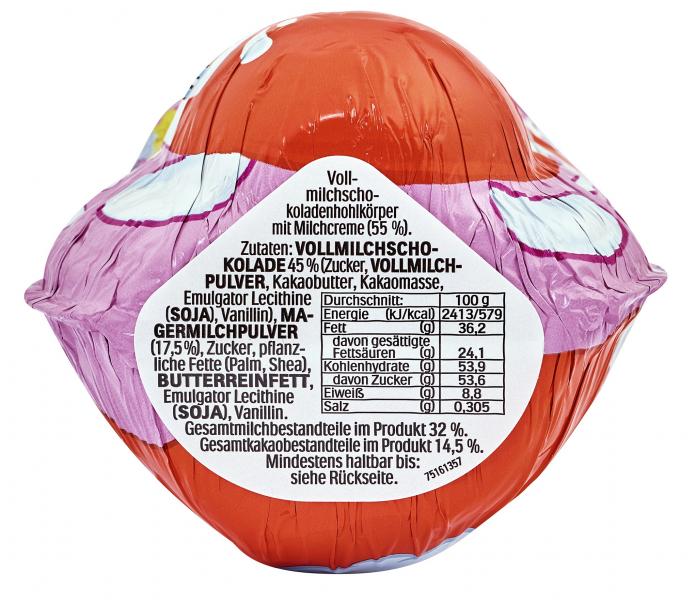 Voll-
milchscho-
koladenhohlkörper
mit Milchcreme (55 %).
Zutaten: VOLLMILCHSCHO-
KOLADE 45 % (Zucker, VOLLMILCH-
PULVER, Kakaobutter, Kakaomasse,
Emulgator Lecithine
(SOJA), Vanillin), MA-
GERMILCHPULVER
(17,5%), Zucker, pflanz-
liche Fette (Palm, Shea),
BUTTERREINFETT,
Emulgator Lecithine
(SOJA), Vanillin.
Durchschnitt: 100 g
Energie (kJ/kcal) 2413/579
Fett (g) 36,2
davon gesättigte
Fettsäuren (g) 24,1
Kohlenhydrate (g) 53,9
davon Zucker (g) 53,6
Eiweiß (g) 8,8
Salz (g) 0,305
Gesamtmilchbestandteile im Produkt 32 %.
Gesamtkakaobestandteile im Produkt 14,5 %.
Mindestens haltbar bis:
siehe Rückseite.
75161357